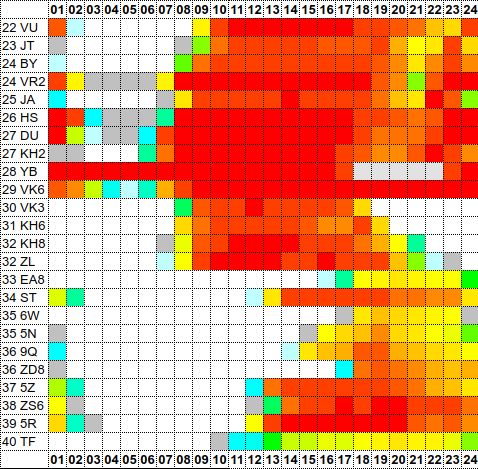 01 02 03 04 05 06 07 08 09 10 11 12 13 14 15 16 17 18 19 20 21 22 23 24
22 VU
23 JT
24 BY
24 VR2
25 JA
26 HS
27 DU
27 KH2
28 YB
29 VK6
30 VK3
31 KH6
32 KH8
32 ZL
33 EA8
34 ST
35 6W
35 5N
36 9Q
36 ZD8
37 5Z
38 ZS6
39 5R
40 TF
01 02 03 04 05 06 07 08 09 10 11 12 13 14 15 16 17 18 19 20 21 22 23 24